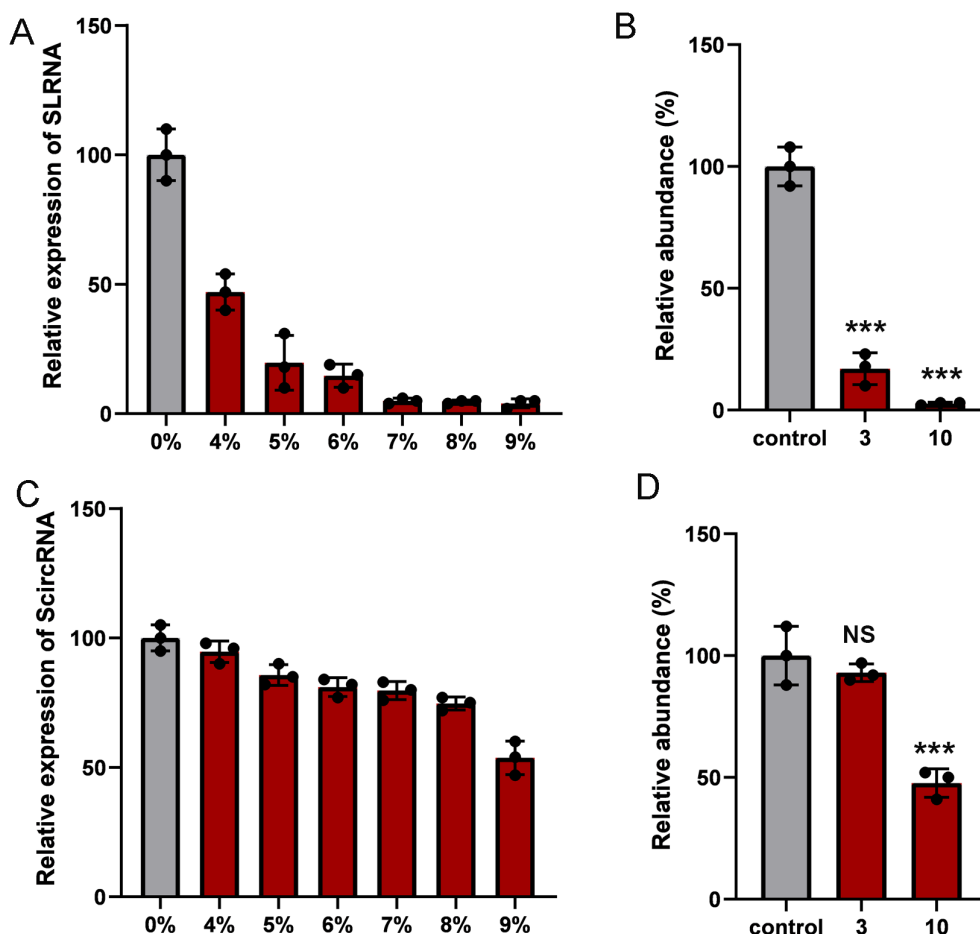 A
Relative expression of SLRNA
150
100
50
0
0% 4% 5% 6% 7% 8% 9%
B
Relative abundance (%)
150
100
50
0
***
***
control 3 10
C
Relative expression of ScircRNA
150
100
50
0
0% 4% 5% 6% 7% 8% 9%
D
Relative abundance (%)
150
100
50
0
NS
***
control 3 10